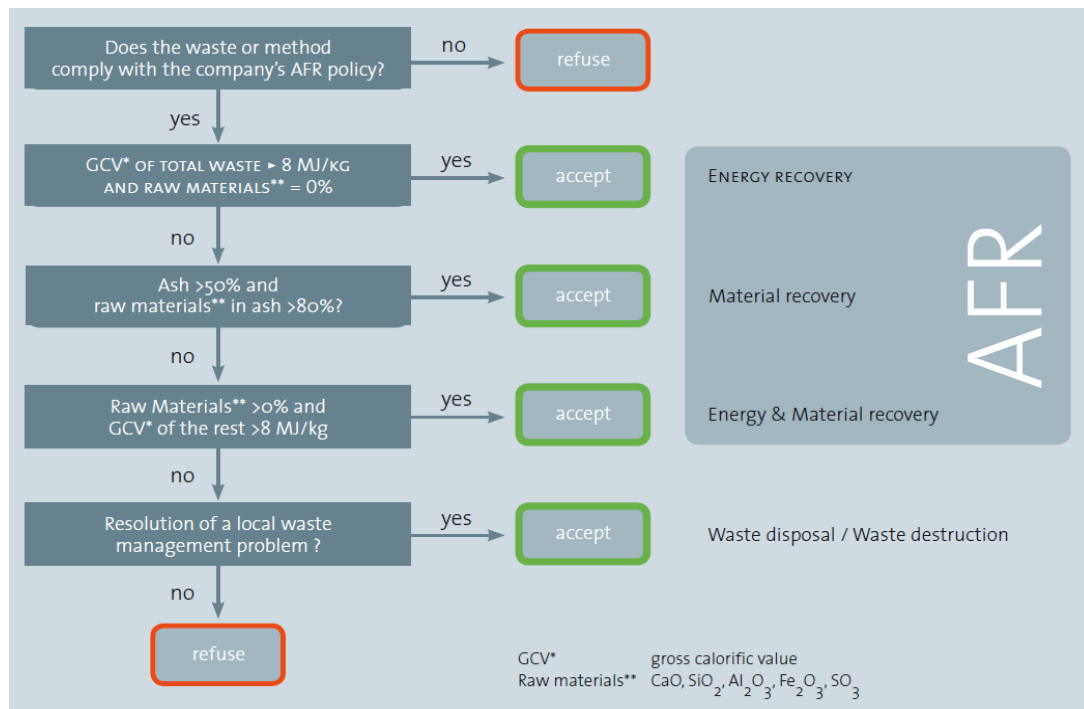 Does the waste or method
comply with the company's AFR policy?
no
refuse
yes
GCV* OF TOTAL WASTE ► 8 MJ/KG
AND RAW MATERIALS** = 0%
yes
accept
ENERGY RECOVERY
no
Ash >50% and
raw materials** in ash >80%?
yes
accept
Material recovery
AFR
no
Raw Materials** >0% and
GCV* of the rest >8 MJ/kg
yes
accept
Energy & Material recovery
no
Resolution of a local waste
management problem ?
yes
accept
Waste disposal / Waste destruction
no
refuse
GCV* gross calorific value
Raw materials** CaO, SiO₂, Al₂O₃, Fe₂O₃, SO₃